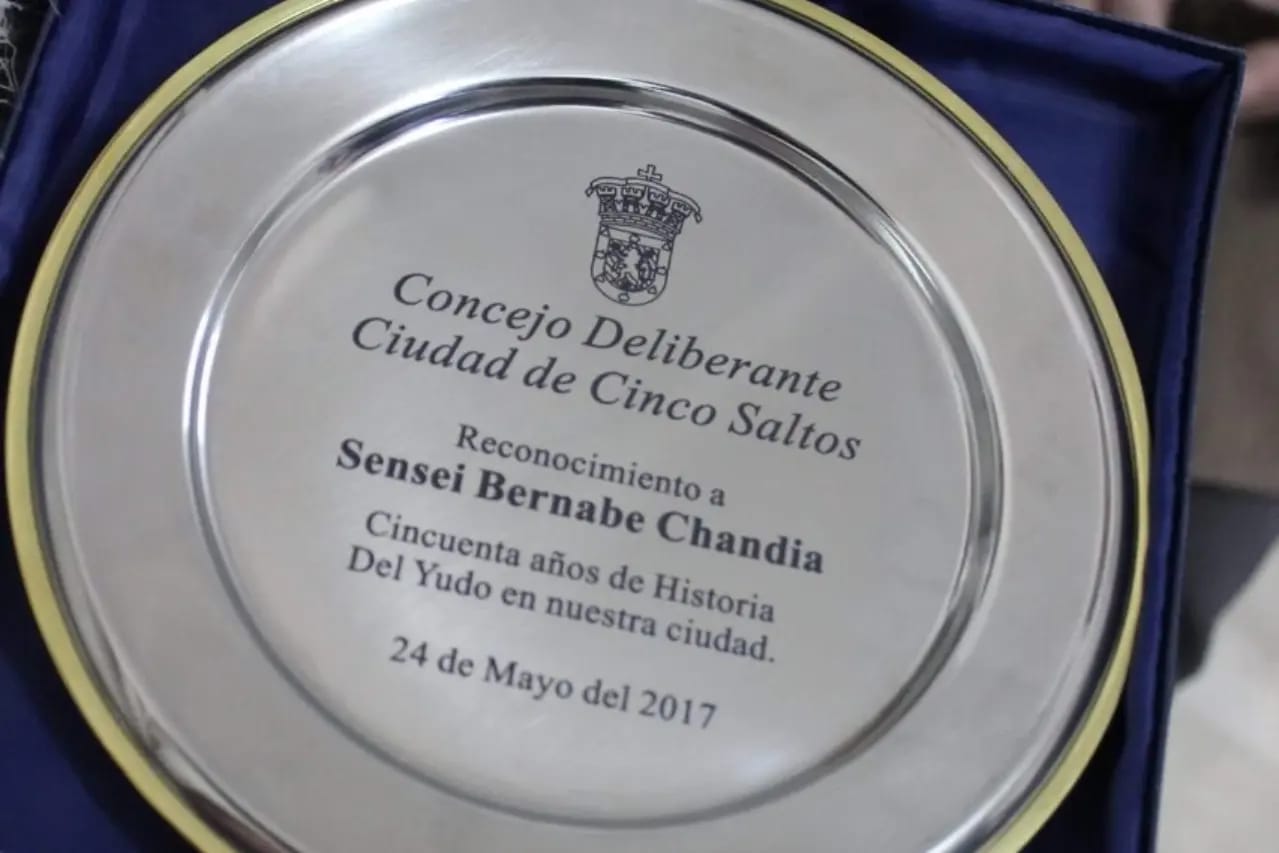 Concejo Deliberante
Ciudad de Cinco Saltos
Reconocimiento a
Sensei Bernabe Chandia
Cincuenta años de Historia
Del Yudo en nuestra ciudad.
24 de Mayo del 2017